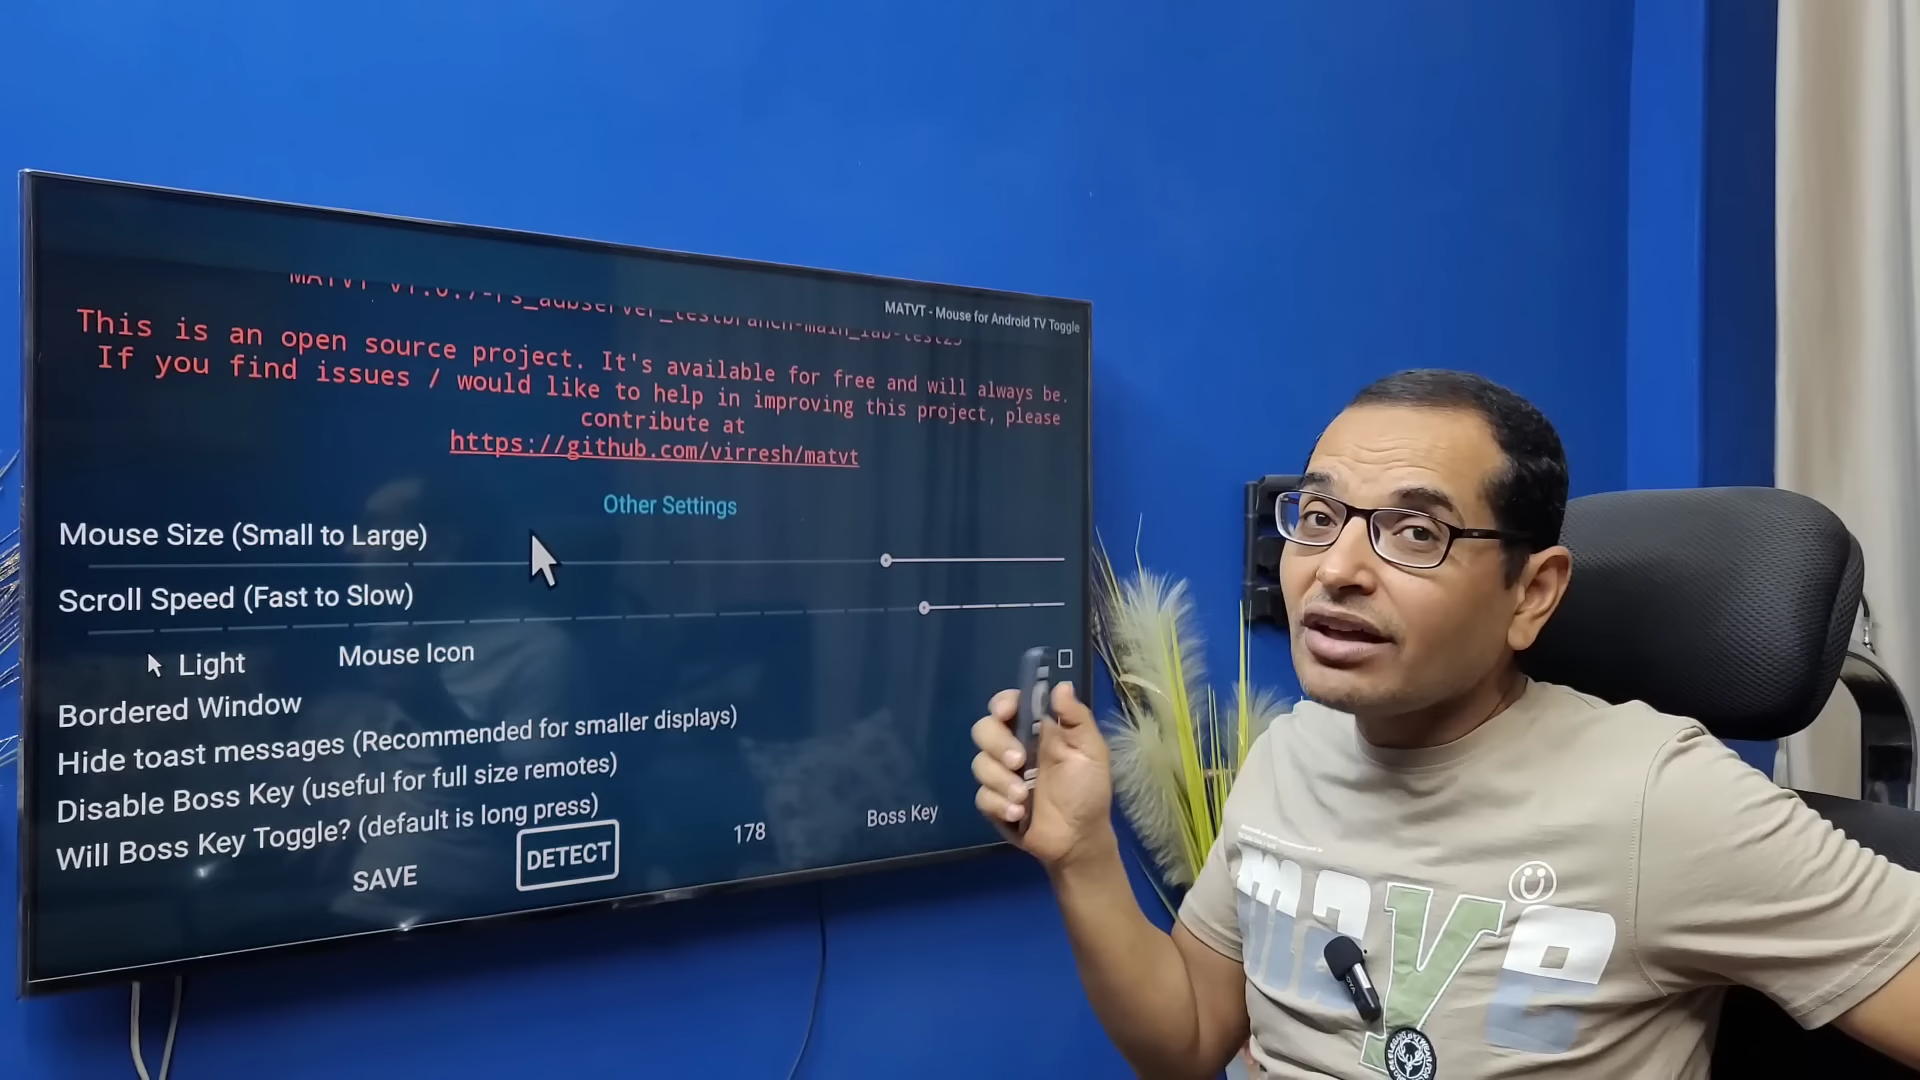 MATVT - Mouse for Android TV Toggle
This is an open source project. It's available for free and will always be.
If you find issues / would like to help in improving this project, please
contribute at
https://github.com/virresh/matvt
Other Settings
Mouse Size (Small to Large)
Scroll Speed (Fast to Slow)
Light
Mouse Icon
Bordered Window
Hide toast messages (Recommended for smaller displays)
Disable Boss Key (useful for full size remotes)
Will Boss Key Toggle? (default is long press)
SAVE
DETECT
178
Boss Key